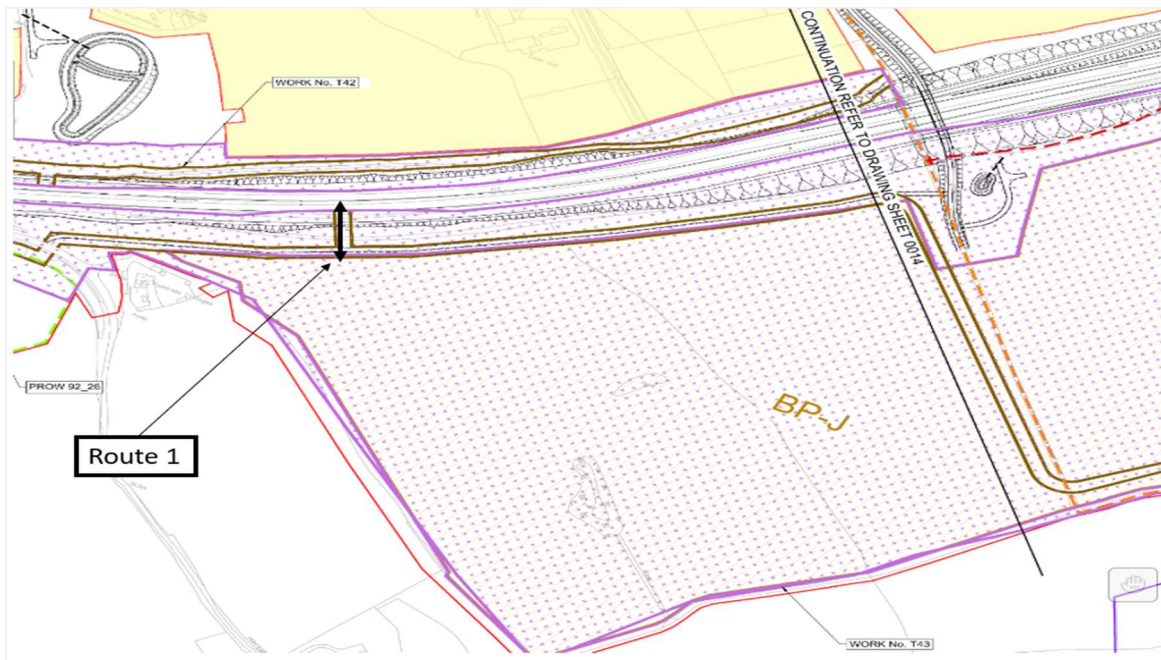 WORK No. T42
CONTINUATION REFER TO DRAWING SHEET 0014
PROW 92_26
Route 1
BP-J
WORK No. T43